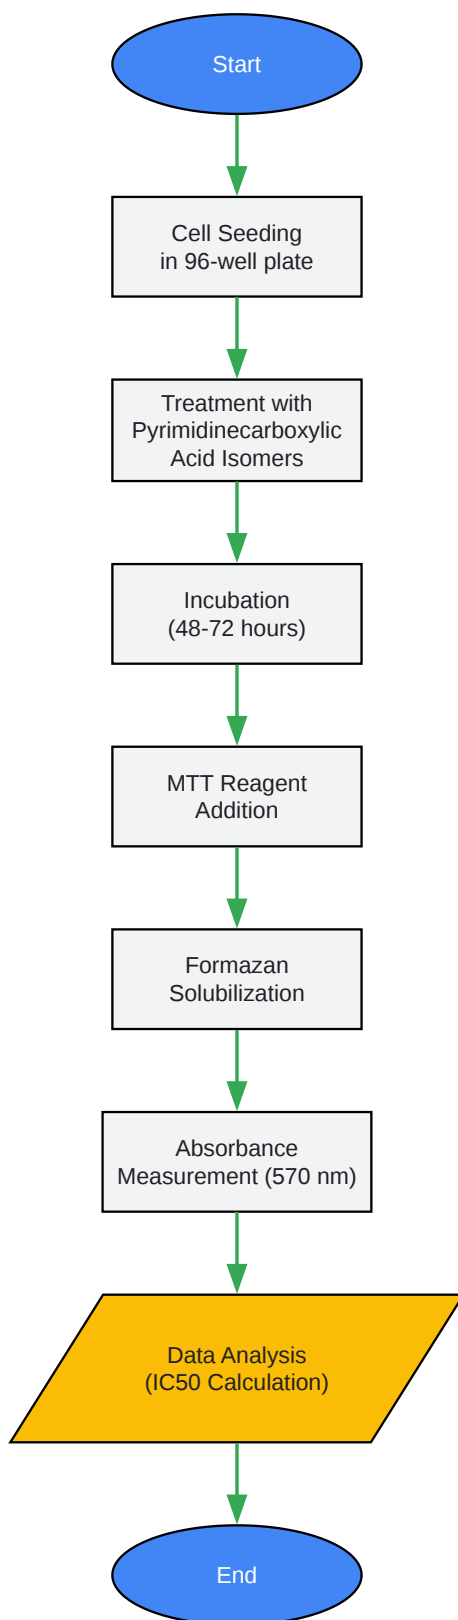 Start
Cell Seeding
in 96-well plate
Treatment with
Pyrimidinecarboxylic
Acid Isomers
Incubation
(48-72 hours)
MTT Reagent
Addition
Formazan
Solubilization
Absorbance
Measurement (570 nm)
Data Analysis
(IC50 Calculation)
End